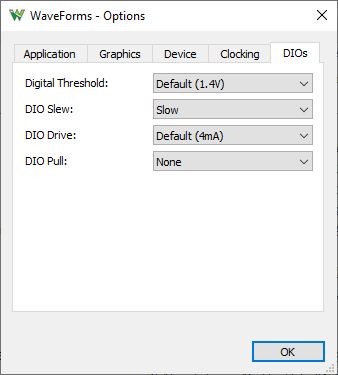 WaveForms - Options
Application Graphics Device Clocking DIOs
Digital Threshold: Default (1.4V)
DIO Slew: Slow
DIO Drive: Default (4mA)
DIO Pull: None
OK